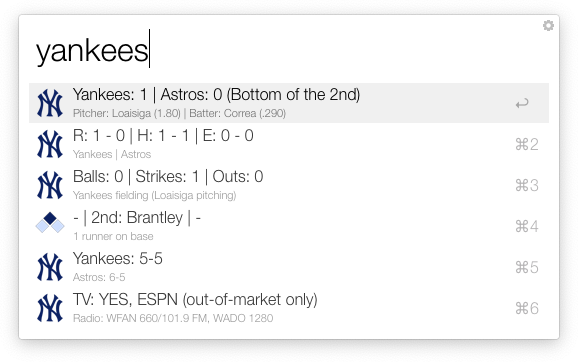 yankees
Yankees: 1 | Astros: 0 (Bottom of the 2nd)
Pitcher: Loaisiga (1.80) | Batter: Correa (.290)
R: 1 - 0 | H: 1 - 1 | E: 0 - 0
Yankees | Astros
⌘2
Balls: 0 | Strikes: 1 | Outs: 0
Yankees fielding (Loaisiga pitching)
⌘3
- | 2nd: Brantley | -
1 runner on base
⌘4
Yankees: 5-5
Astros: 6-5
⌘5
TV: YES, ESPN (out-of-market only)
Radio: WFAN 660/101.9 FM, WADO 1280
⌘6